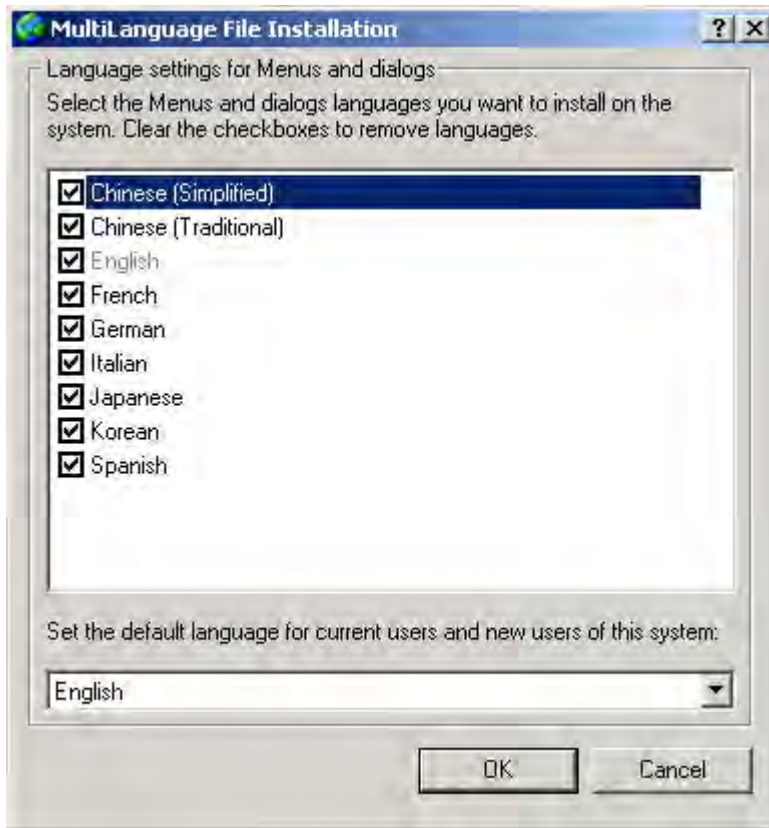 MultiLanguage File Installation
Language settings for Menus and dialogs
Select the Menus and dialogs languages you want to install on the
system. Clear the checkboxes to remove languages.
Chinese (Simplified)
Chinese (Traditional)
English
French
German
Italian
Japanese
Korean
Spanish
Set the default language for current users and new users of this system:
English
OK
Cancel